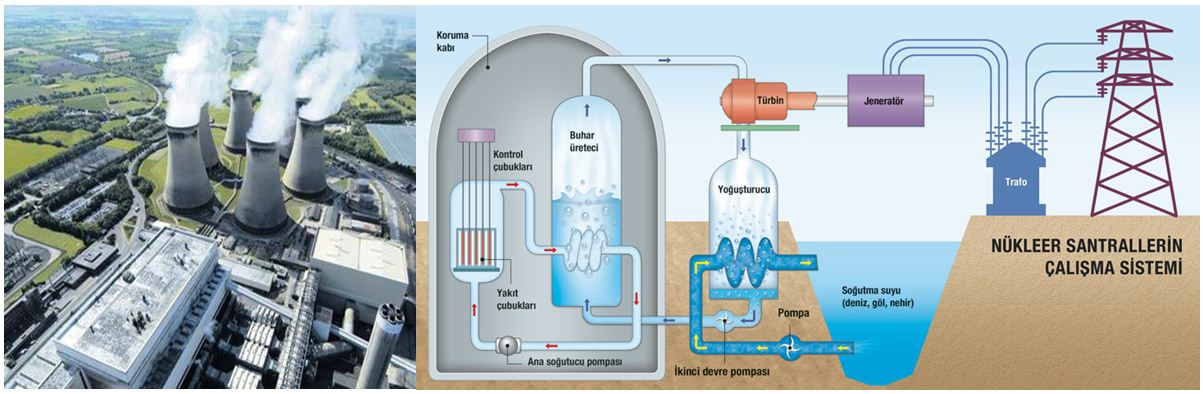 Koruma
kabı
Kontrol
çubukları
Yakıt
çubukları
Buhar
üreteci
Ana soğutucu pompası
Türbin
Jeneratör
Yoğuşturucu
İkinci devre pompası
Pompa
Soğutma suyu
(deniz, göl, nehir)
Trafo
NÜKLEER SANTRALLERİN
ÇALIŞMA SİSTEMİ